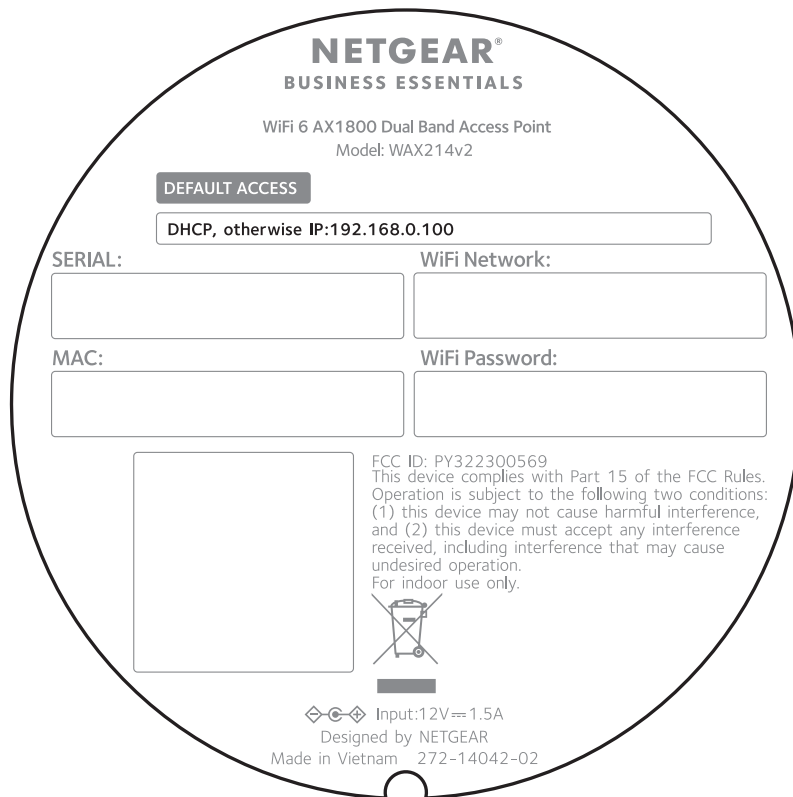 NETGEAR®
BUSINESS ESSENTIALS
WiFi 6 AX1800 Dual Band Access Point
Model: WAX214v2
DEFAULT ACCESS
DHCP, otherwise IP:192.168.0.100
SERIAL:
WiFi Network:
MAC:
WiFi Password:
FCC ID: PY322300569
This device complies with Part 15 of the FCC Rules.
Operation is subject to the following two conditions:
(1) this device may not cause harmful interference,
and (2) this device must accept any interference
received, including interference that may cause
undesired operation.
For indoor use only.
Input:12V⎓1.5A
Designed by NETGEAR
Made in Vietnam 272-14042-02